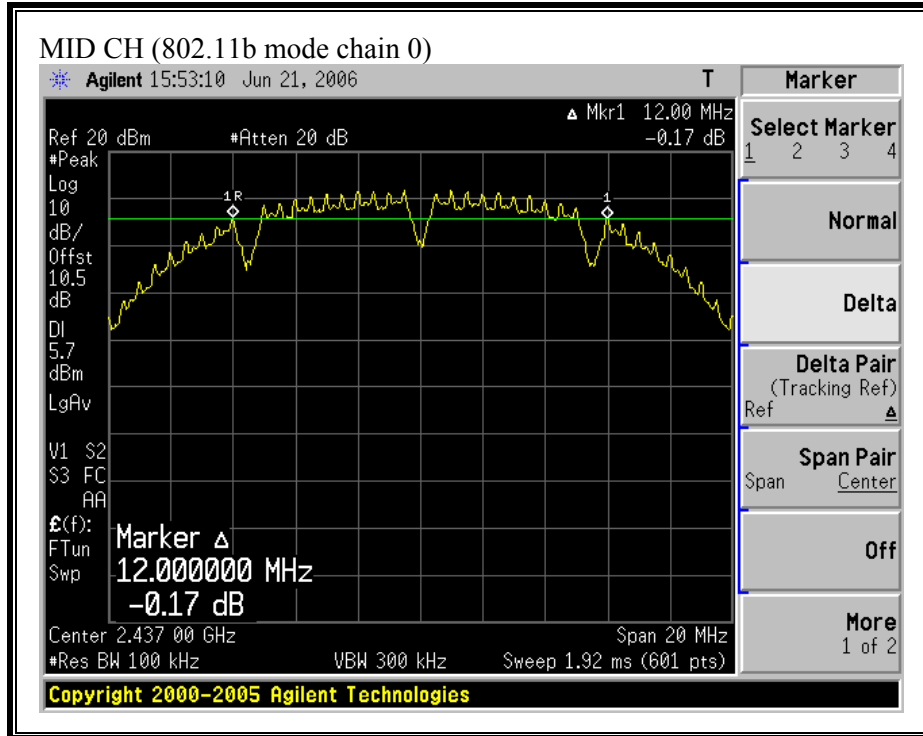 MID CH (802.11b mode chain 0)
Agilent 15:53:10 Jun 21, 2006 T
Marker
Δ Mkr1 12.00 MHz
Ref 20 dBm #Atten 20 dB -0.17 dB
#Peak
Log
10
dB/
Offst
10.5
dB
DI
5.7
dBm
LgAv
V1 S2
S3 FC
AA
£(f):
FTun
Swp
1R
1
Marker Δ
12.000000 MHz
-0.17 dB
Center 2.437 00 GHz Span 20 MHz
#Res BW 100 kHz VBW 300 kHz Sweep 1.92 ms (601 pts)
Select Marker
1 2 3 4
Normal
Delta
Delta Pair
(Tracking Ref)
Ref Δ
Span Pair
Span Center
Off
More
1 of 2
Copyright 2000-2005 Agilent Technologies